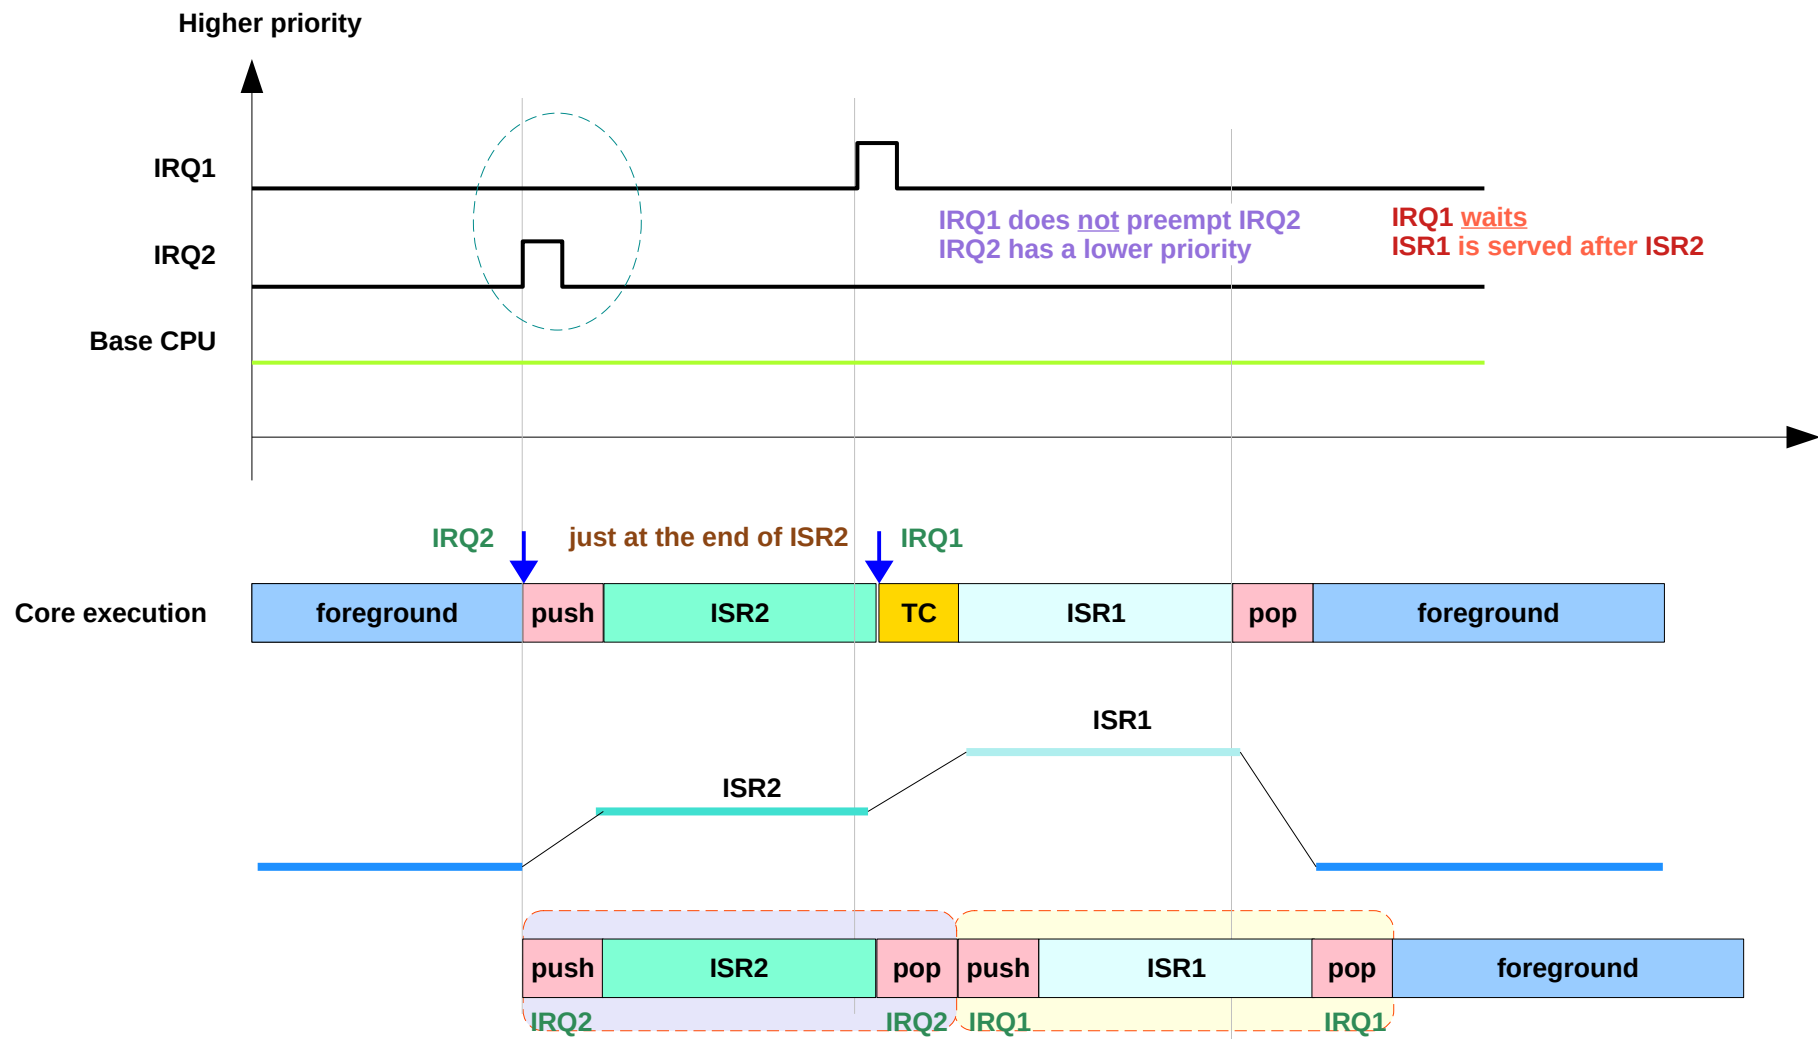 Higher priority
IRQ1
IRQ1 does not preempt IRQ2
IRQ2 has a lower priority
IRQ1 waits
ISR1 is served after ISR2
IRQ2
Base CPU
IRQ2
just at the end of ISR2
IRQ1
Core execution
foreground
push
ISR2
TC
ISR1
pop
foreground
ISR1
ISR2
push
ISR2
pop
push
ISR1
pop
foreground
IRQ2
IRQ2
IRQ1
IRQ1